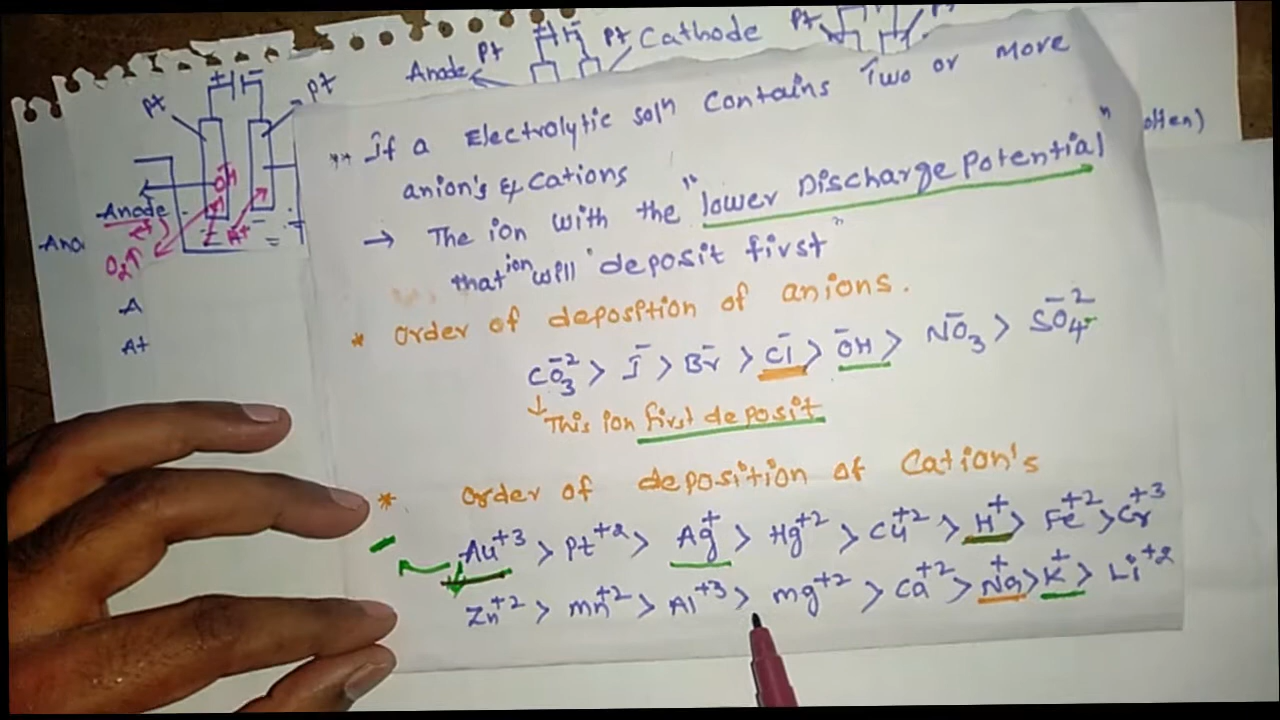 Pt Pt Cathode Pt Pt
Anode
Pt Pt
** If a Electrolytic solⁿ Contains Two or More
anion's & Cations
→ The ion with the "lower Discharge Potential"
that ion will "deposit first"
* Order of deposition of anions.
CO₃⁻² > I⁻ > Br⁻ > Cl⁻ > OH⁻ > NO₃⁻ > SO₄⁻²
↓ This ion first deposit
* Order of deposition of Cation's
Au⁺³ > Pt⁺² > Ag⁺ > Hg⁺² > Cu⁺² > H⁺ > Fe⁺² > Cr⁺³
Zn⁺² > Mn⁺² > Al⁺³ > Mg⁺² > Ca⁺² > Na⁺ > K⁺ > Li⁺²
OH⁻
Anode
O₂↑ A⁺
A
A+